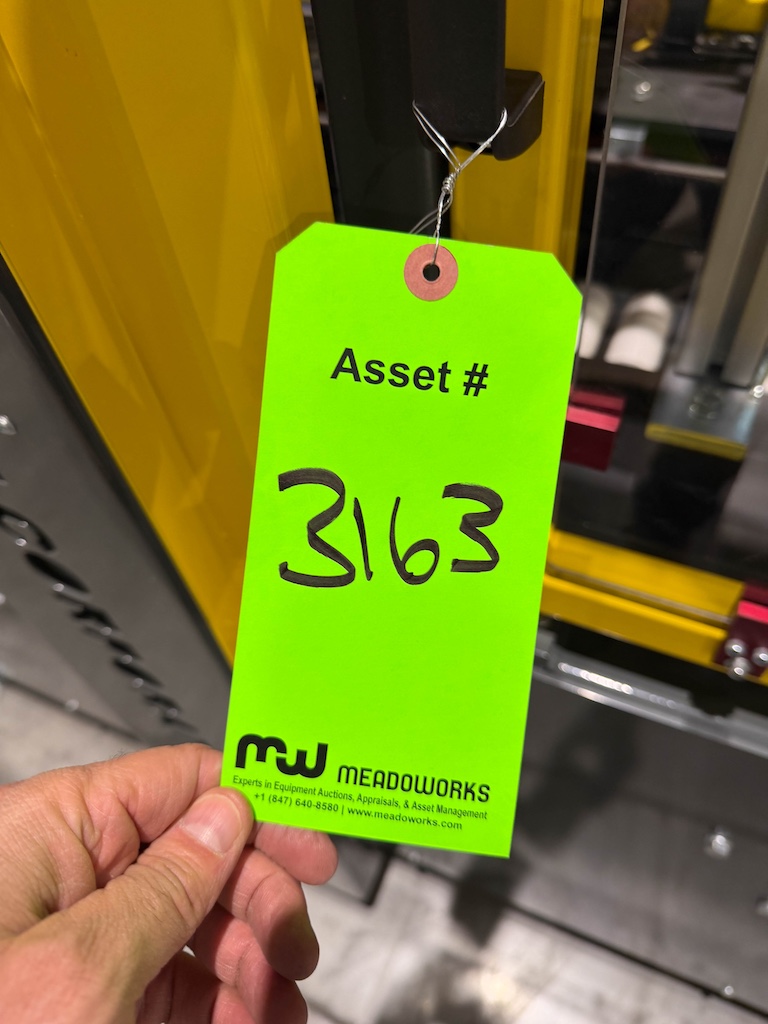 Asset #
3163
mw MEADOWORKS
Experts in Equipment Auctions, Appraisals, & Asset Management
+1 (847) 640-8580 | www.meadoworks.com